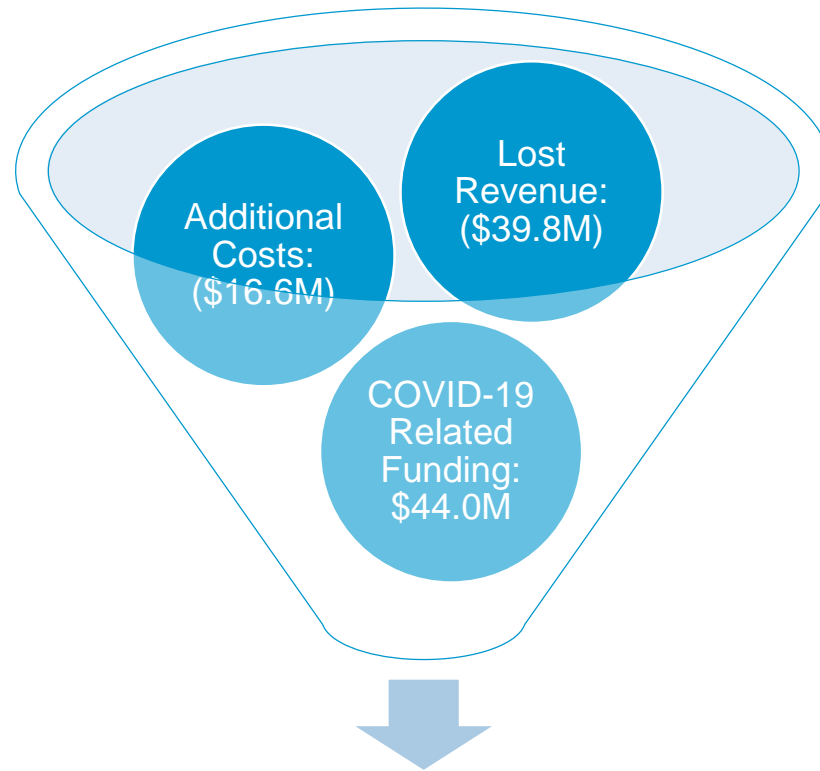 Additional
Costs:
($16.6M)
Lost
Revenue:
($39.8M)
COVID-19
Related
Funding:
$44.0M